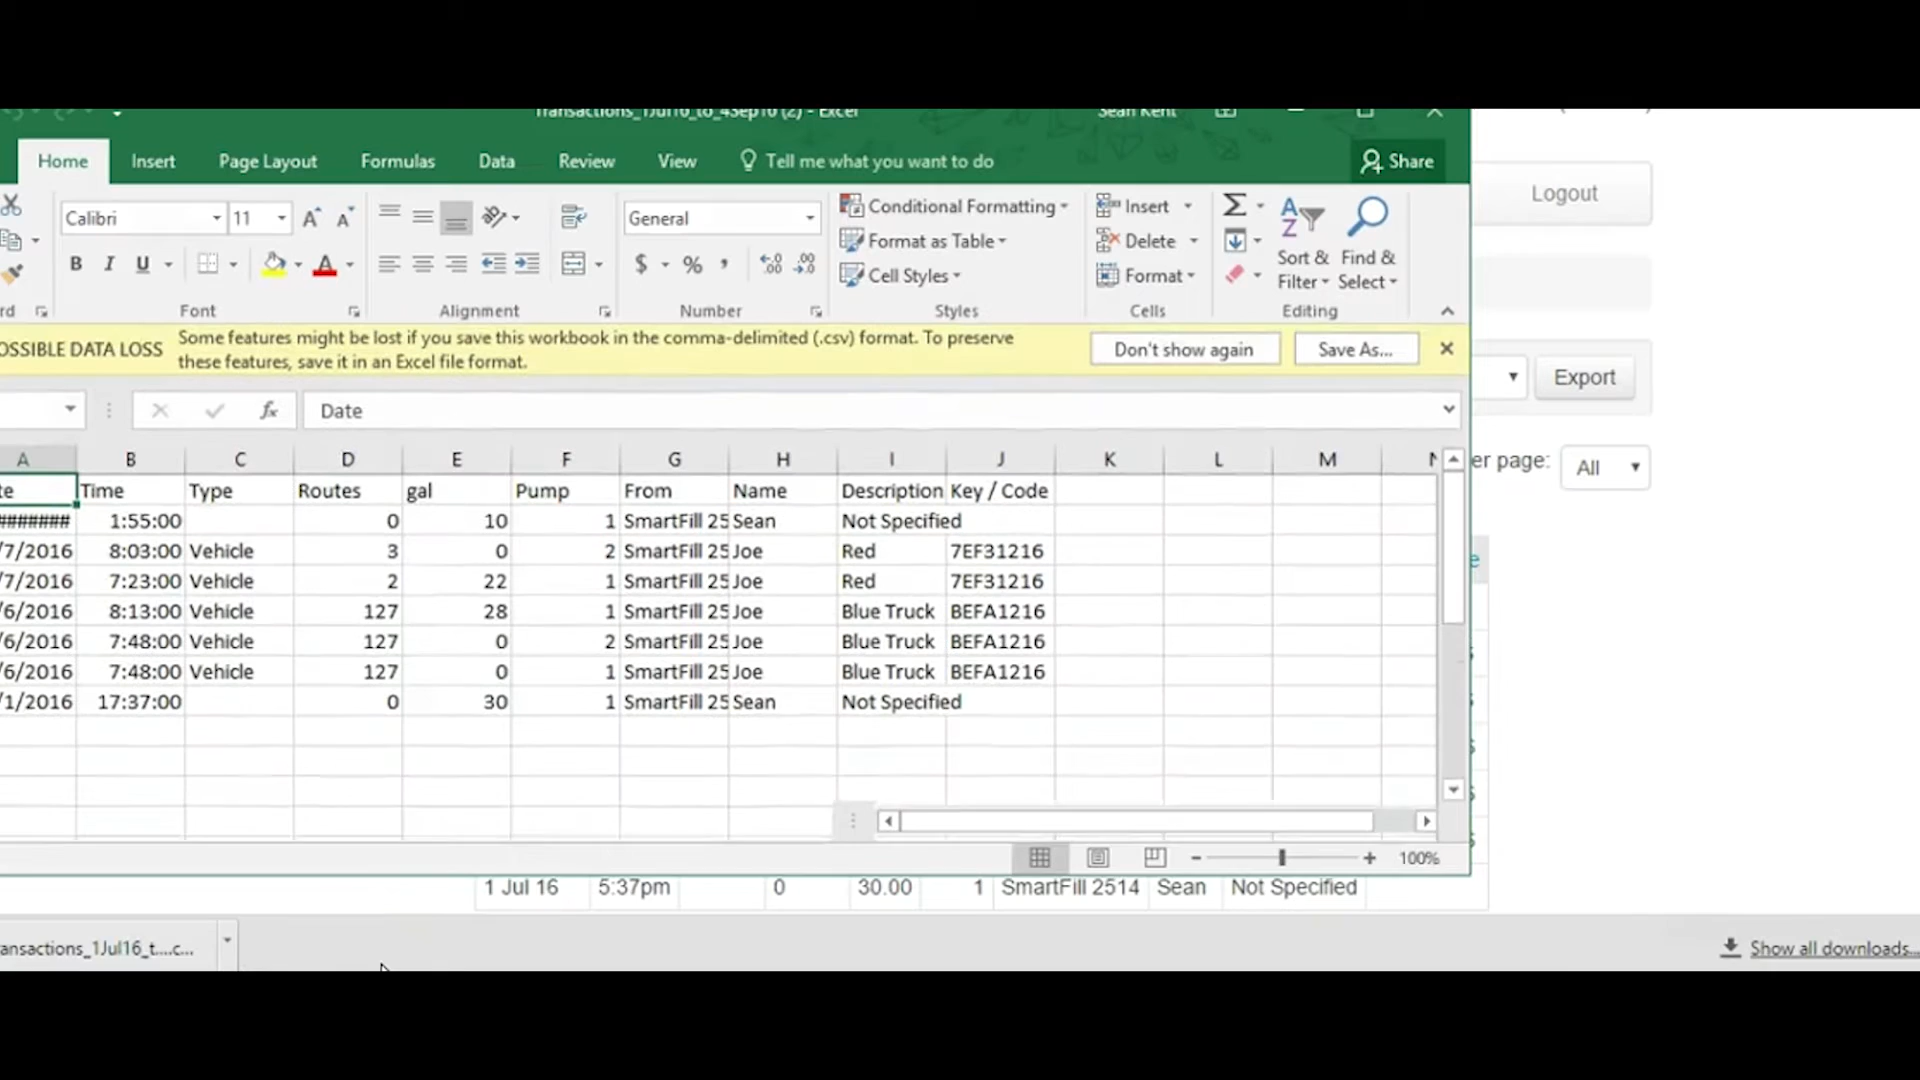 Transactions_1Jul16_to_4Sep16 (2) - Excel Sean Kent
Home Insert Page Layout Formulas Data Review View Tell me what you want to do Share
Logout
Calibri 11 General Conditional Formatting Insert
Format as Table Delete
B I U $ % , Cell Styles Format Sort & Filter Find & Select
rd Font Alignment Number Styles Cells Editing
OSSIBLE DATA LOSS Some features might be lost if you save this workbook in the comma-delimited (.csv) format. To preserve
these features, save it in an Excel file format. Don't show again Save As...
Export
fx Date
A B C D E F G H I J K L M
er page: All
te Time Type Routes gal Pump From Name Description Key / Code
####### 1:55:00 0 10 1 SmartFill 25 Sean Not Specified
/7/2016 8:03:00 Vehicle 3 0 2 SmartFill 25 Joe Red 7EF31216
/7/2016 7:23:00 Vehicle 2 22 1 SmartFill 25 Joe Red 7EF31216
/6/2016 8:13:00 Vehicle 127 28 1 SmartFill 25 Joe Blue Truck BEFA1216
/6/2016 7:48:00 Vehicle 127 0 2 SmartFill 25 Joe Blue Truck BEFA1216
/6/2016 7:48:00 Vehicle 127 0 1 SmartFill 25 Joe Blue Truck BEFA1216
/1/2016 17:37:00 0 30 1 SmartFill 25 Sean Not Specified
100%
1 Jul 16 5:37pm 0 30.00 1 SmartFill 2514 Sean Not Specified
ansactions_1Jul16_t....c... Show all downloads...